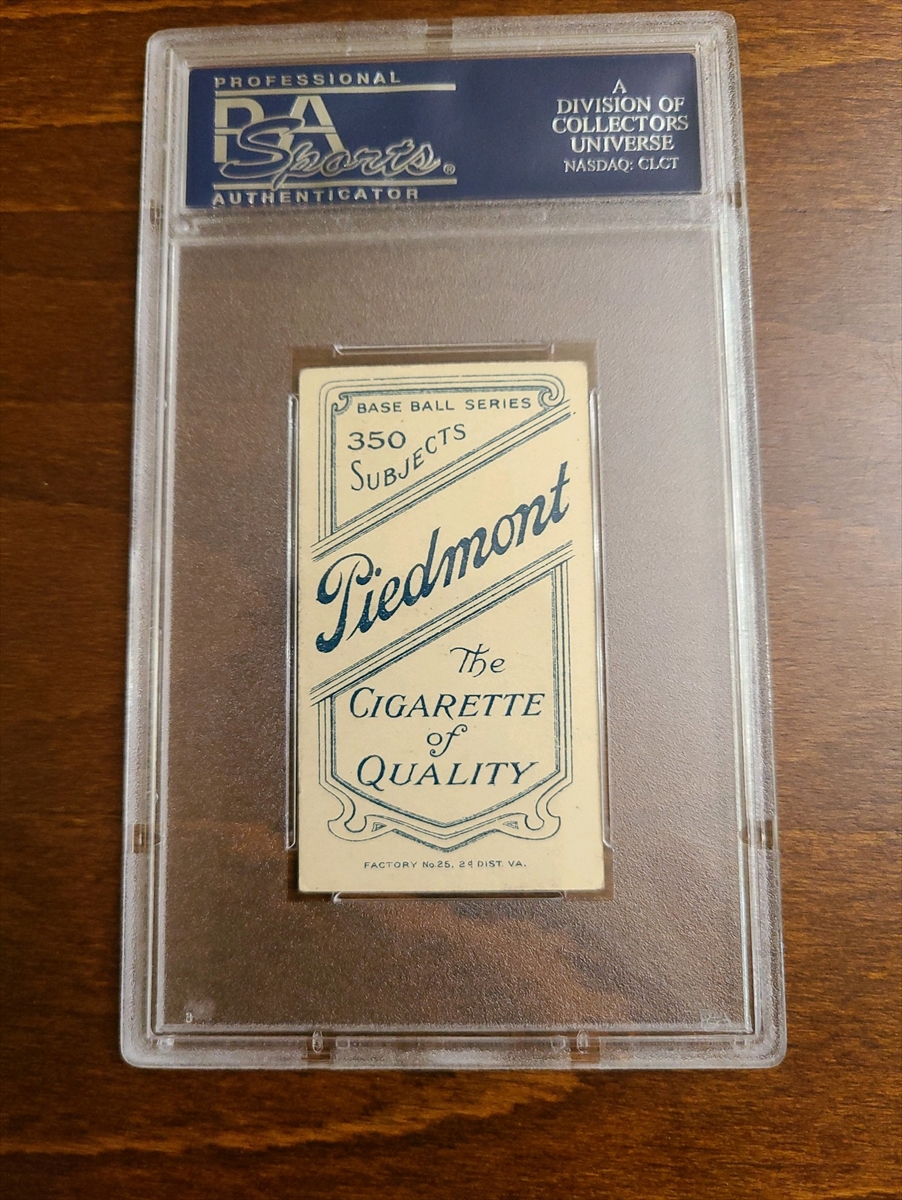 PROFESSIONAL
PSA
Sports®
AUTHENTICATOR
A
DIVISION OF
COLLECTORS
UNIVERSE
NASDAQ: CLCT
BASE BALL SERIES
350
SUBJECTS
Piedmont
The
CIGARETTE
of
QUALITY
FACTORY No. 25, 2d DIST. VA.